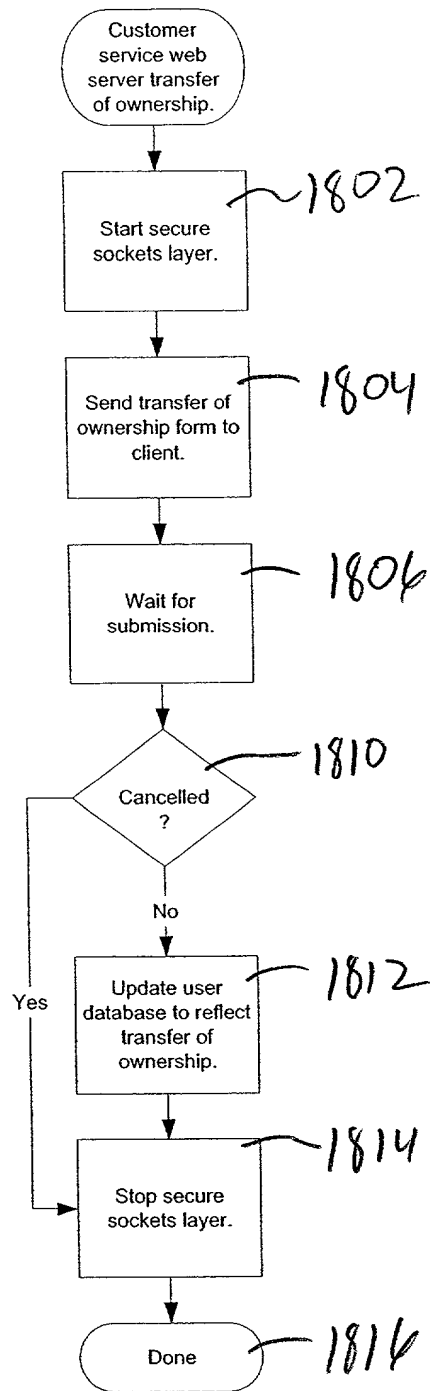 Customer
service web
server transfer
of ownership.
1802
Start secure
sockets layer.
1804
Send transfer of
ownership form to
client.
1806
Wait for
submission.
1810
Cancelled
?
No
Yes
1812
Update user
database to reflect
transfer of
ownership.
1814
Stop secure
sockets layer.
1816
Done